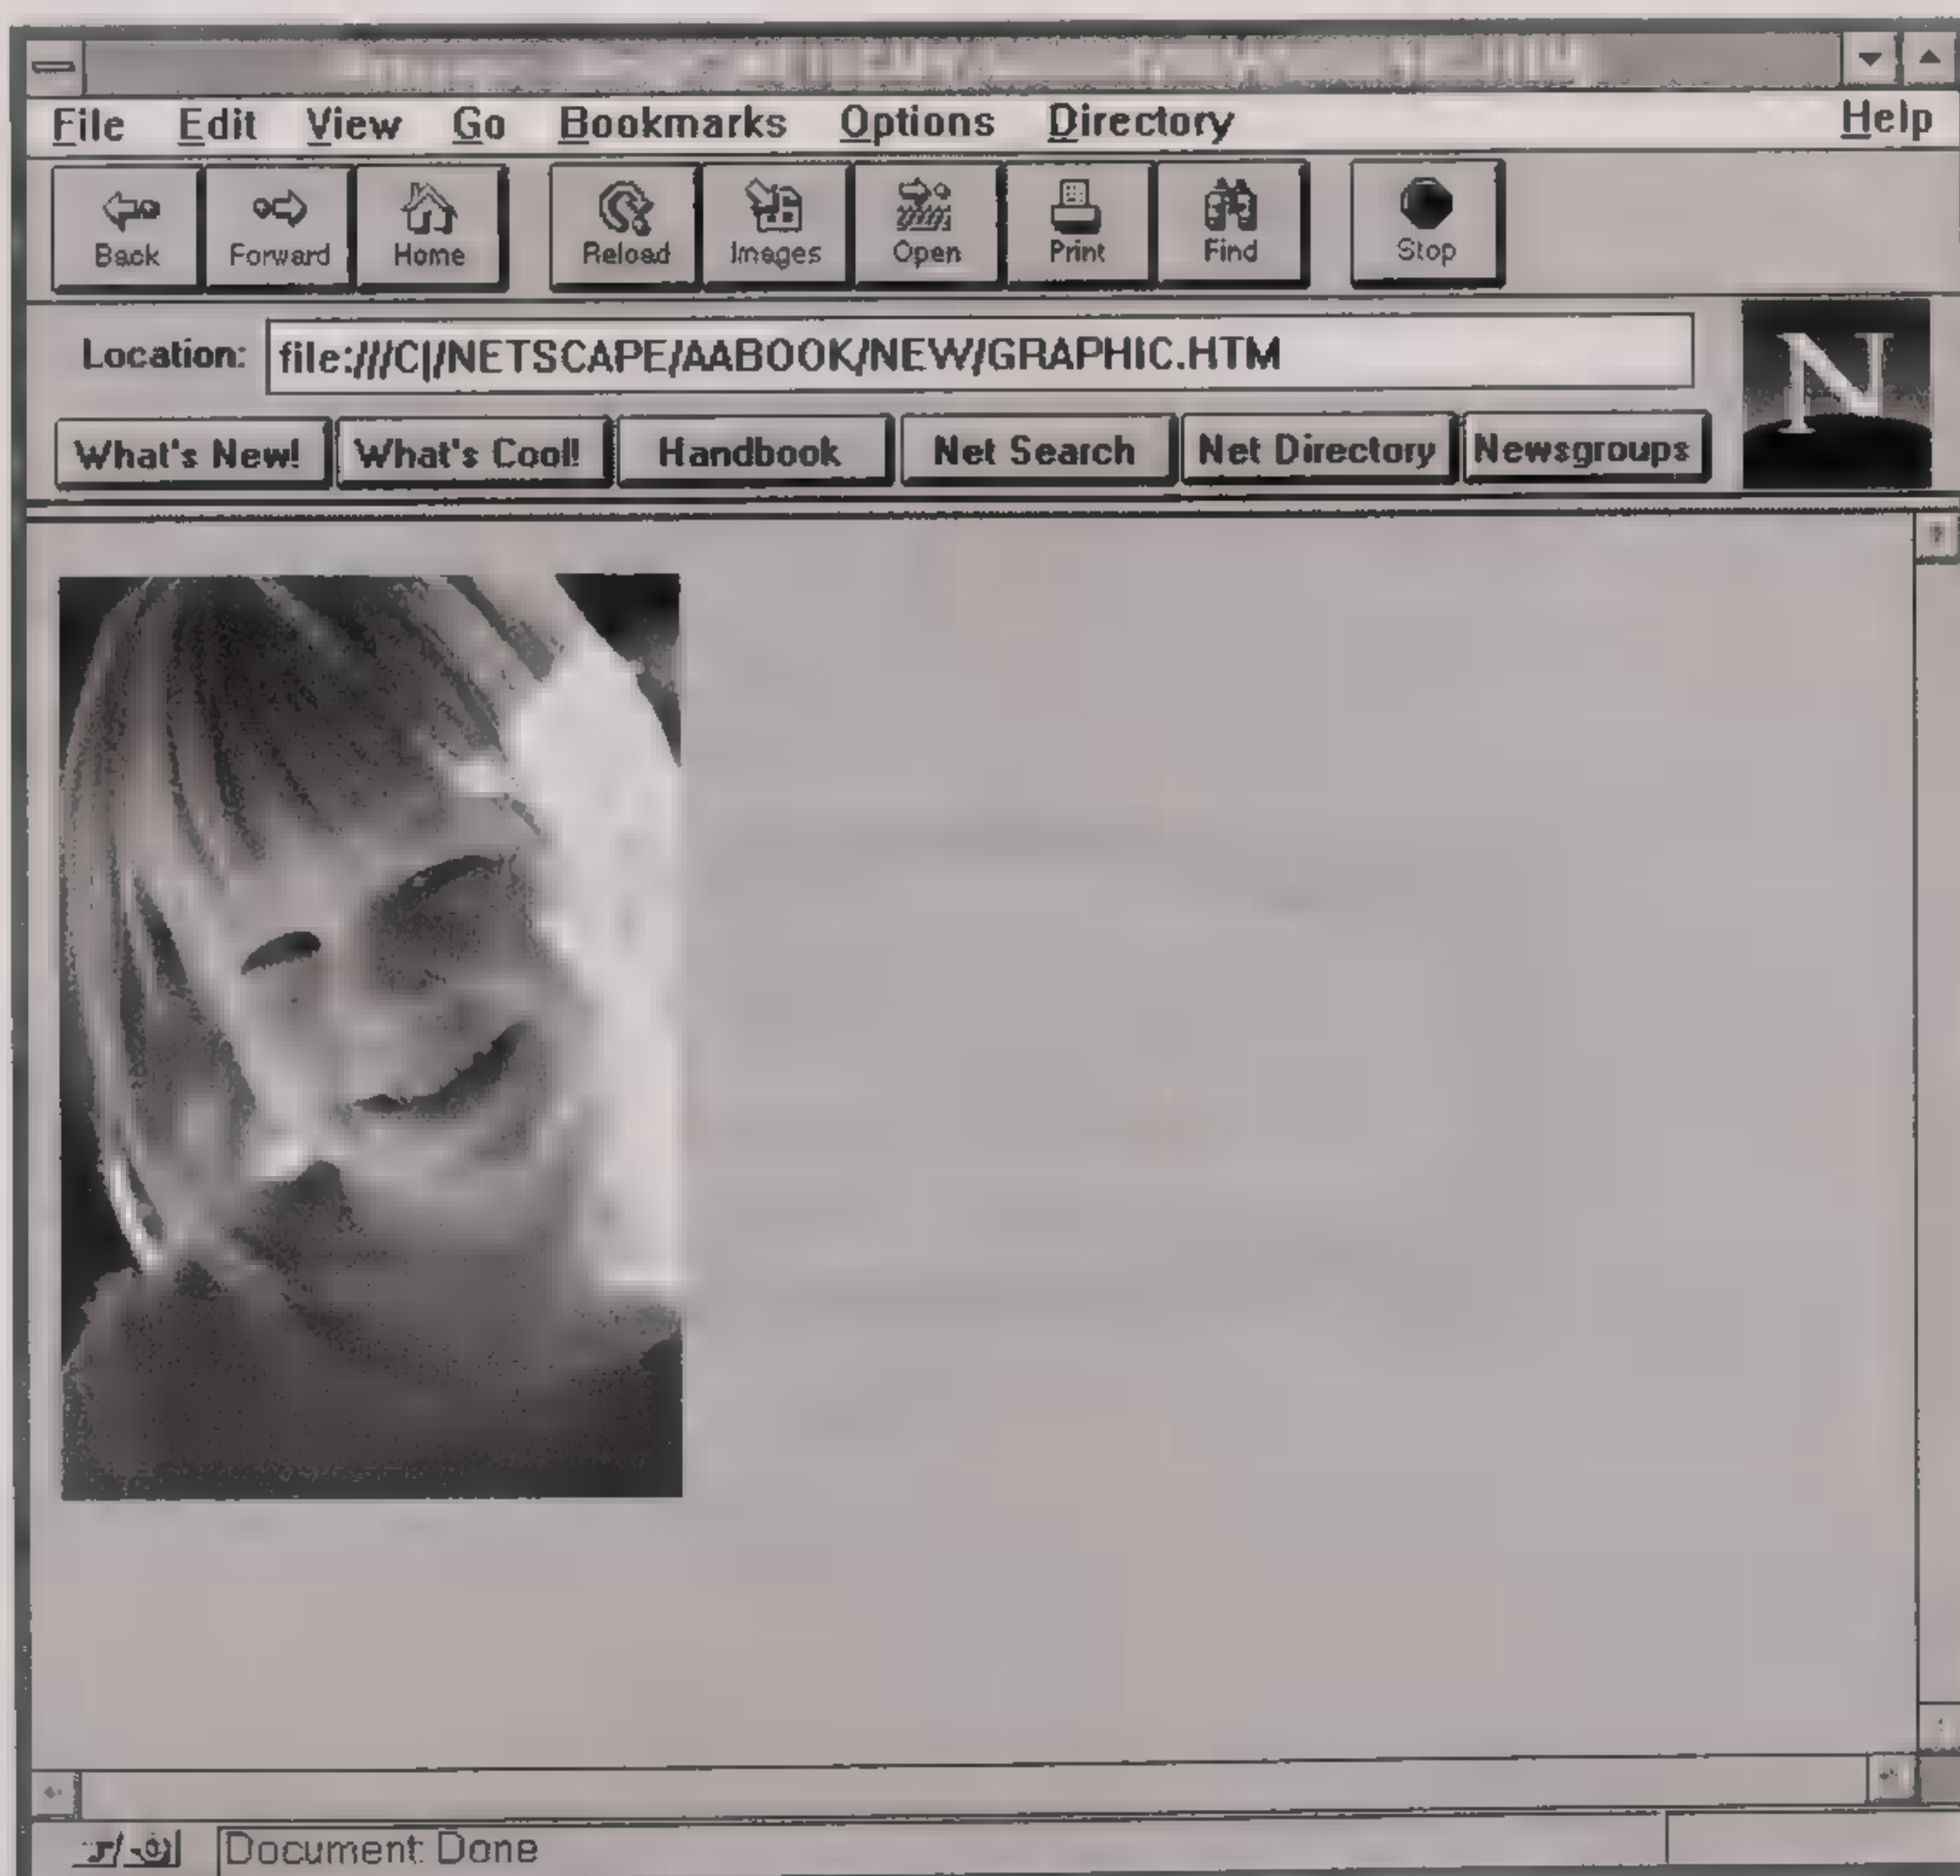 File Edit View Go Bookmarks Options Directory Help
Back Forward Home Reload Images Open Print Find Stop
Location: file:///C|/NETSCAPE/AABOOK/NEW/GRAPHIC.HTM
N
What's New! What's Cool! Handbook Net Search Net Directory Newsgroups
Document: Done